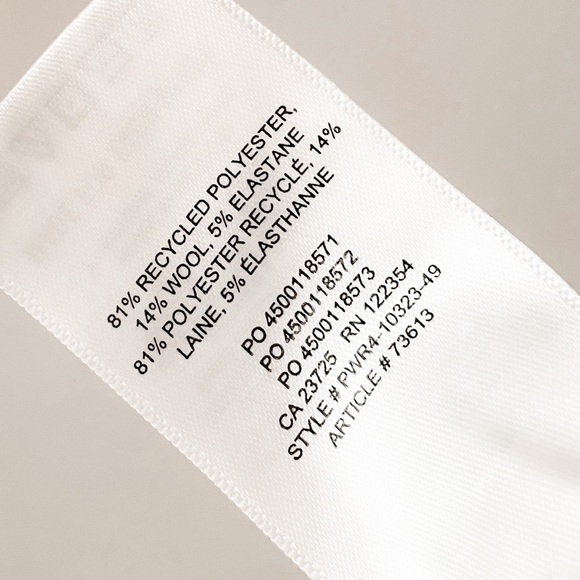 81% RECYCLED POLYESTER,
14% WOOL, 5% ELASTANE
81% POLYESTER RECYCLÉ, 14%
LAINE, 5% ÉLASTHANNE
PO 4500118571
PO 4500118572
PO 4500118573
CA 23725 RN 122354
STYLE # PWR4-10323-49
ARTICLE # 73613